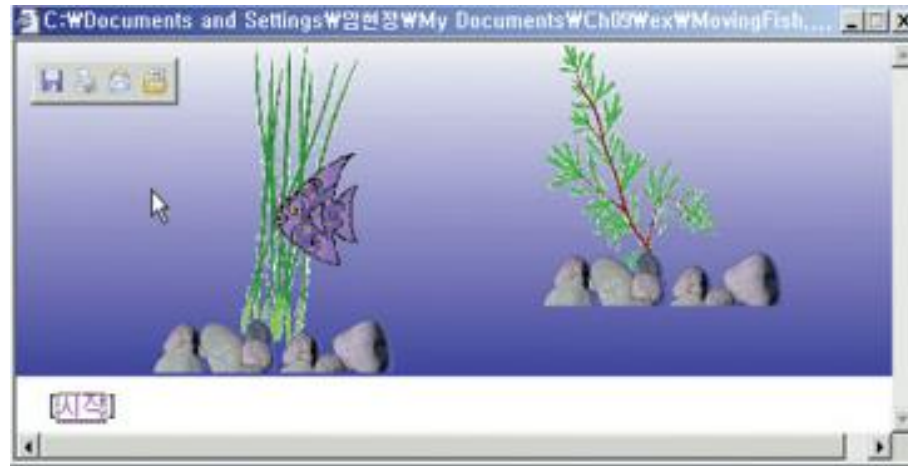 C:₩Documents and Settings₩임현정₩My Documents₩Ch09₩ex₩MovingFish....
[시작]